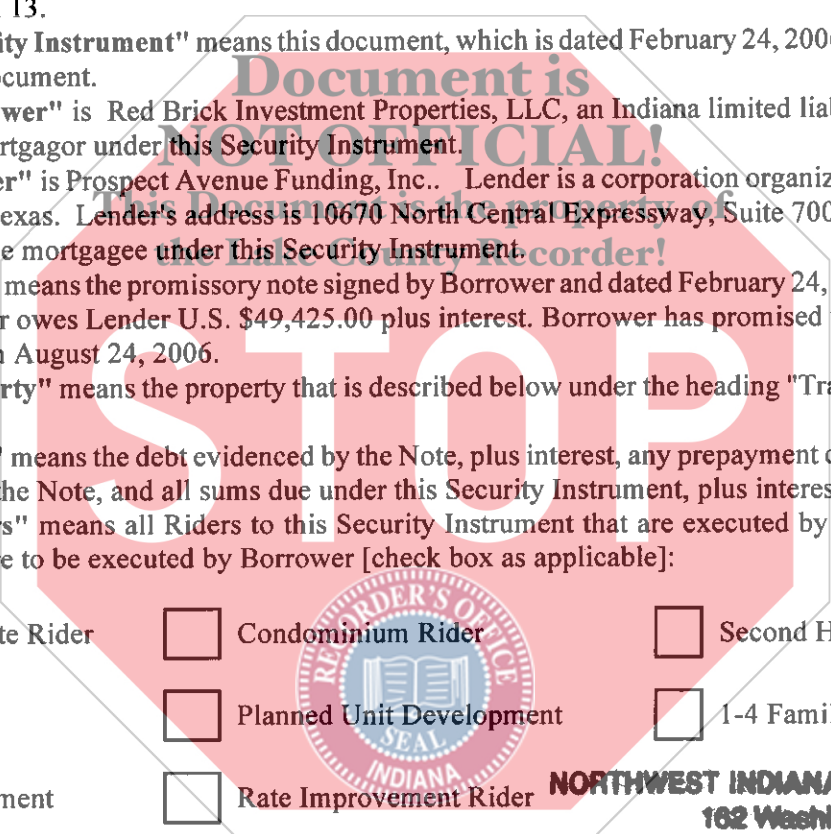 13.
ity Instrument" means this document, which is dated February 24, 200
ocument.
Document is
wer" is Red Brick Investment Properties, LLC, an Indiana limited lial
NOT OFFICIAL!
rtgagor under this Security Instrument.
er" is Prospect Avenue Funding, Inc.. Lender is a corporation organiz
This Document is the property of
exas. Lender's address is 10670 North Central Expressway, Suite 700
the Lake County Recorder!
e mortgagee under this Security Instrument.
means the promissory note signed by Borrower and dated February 24,
r owes Lender U.S. $49,425.00 plus interest. Borrower has promised
n August 24, 2006.
rty" means the property that is described below under the heading "Tra
" means the debt evidenced by the Note, plus interest, any prepayment
the Note, and all sums due under this Security Instrument, plus interes
rs" means all Riders to this Security Instrument that are executed by
e to be executed by Borrower [check box as applicable]:
STOP
te Rider Condominium Rider Second H
Planned Unit Development 1-4 Famil
ment Rate Improvement Rider
RECORDER'S OFFICE
SEAL
INDIANA
NORTHWEST INDIANA
162 Washi